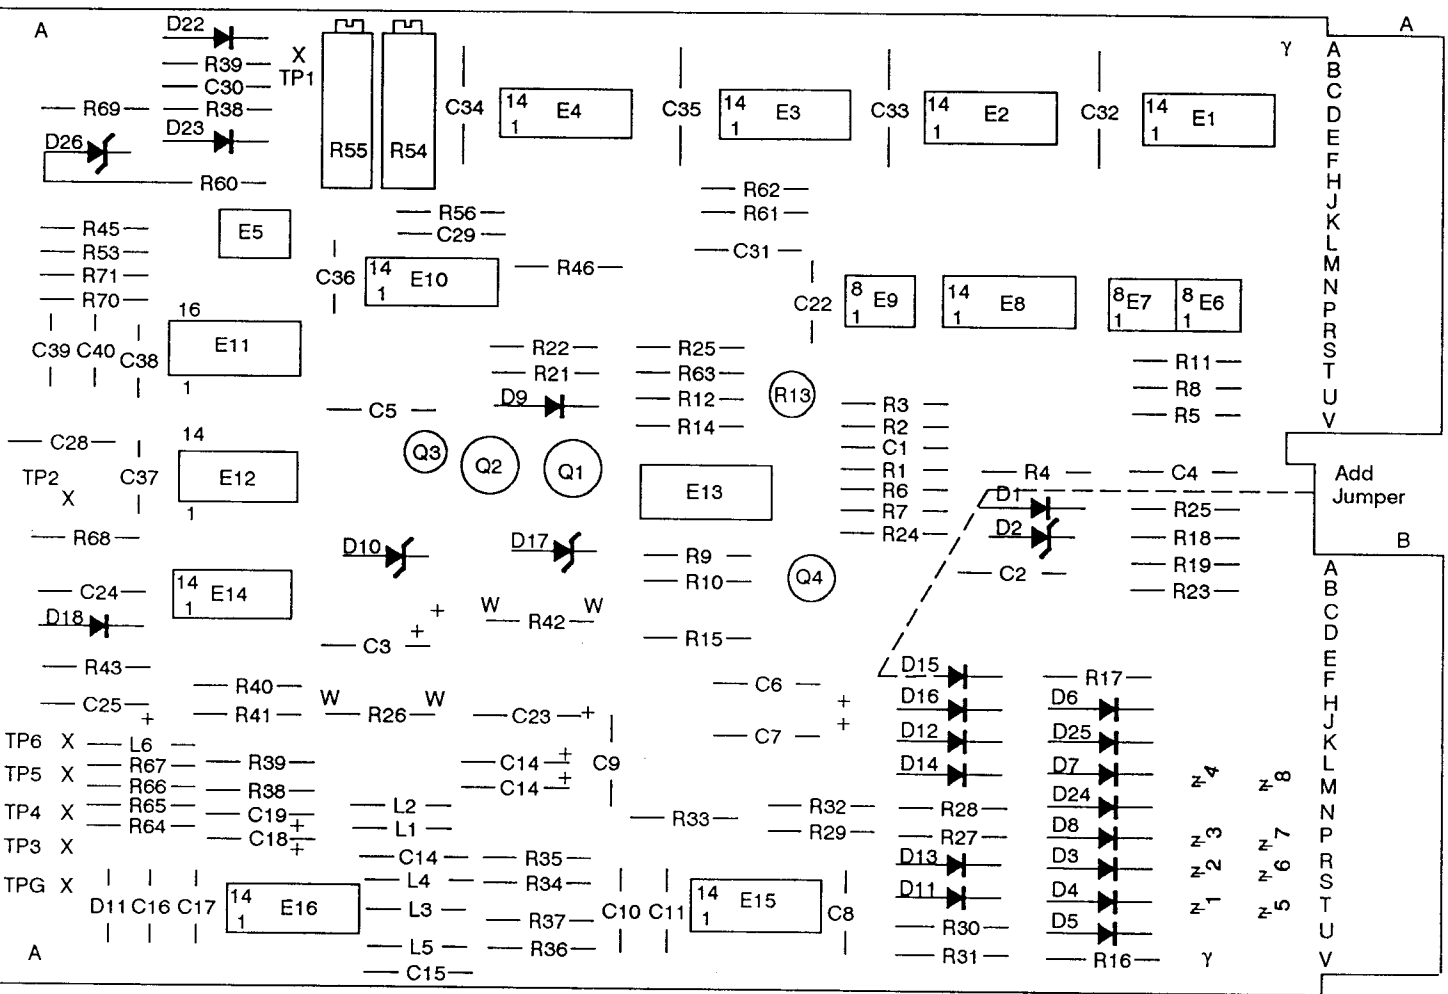 A
D22
X
TP1
R39
C30
R38
R69
D23
D26
R60
R55
R54
C34
14 E4
1
C35
14 E3
1
C33
14 E2
1
C32
14 E1
1
γ
A
A
B
C
D
E
F
H
J
K
L
M
N
P
R
S
T
U
V
R45
R53
R71
R70
E5
R56
C29
C36
14 E10
1
R46
R62
R61
C31
C22
8 E9
1
14 E8
1
8 E7
1
8 E6
1
C39
C40
C38
16
E11
1
R22
R21
D9
C5
R25
R63
R12
R14
R13
R3
R2
C1
R1
R6
R7
R24
R11
R8
R5
C28
TP2
X
C37
14
E12
1
Q3
Q2
Q1
E13
R4
C4
Add
Jumper
D1
D2
C2
R25
R18
R19
R23
B
R68
D10
D17
R9
R10
Q4
C24
D18
14 E14
1
+
C3 +
W R42 W
R15
A
B
C
D
E
F
H
J
K
L
M
N
P
R
S
T
U
V
R43
C25
+
R40
R41
W R26 W
C23 +
C6
+
C7
+
D15
D16
D12
D14
R28
R27
D13
D11
R30
R31
R17
D6
D25
D7
D24
D8
D3
D4
D5
R16
TP6 X
TP5 X
TP4 X
TP3 X
TPG X
L6
R67
R66
R65
R64
R39
R38
C19
+
C18
+
C14 +
C14 +
C9
L2
L1
C14
L4
L3
L5
C15
R35
R34
R37
R36
R33
R32
R29
D11
C16
C17
14 E16
1
C10
C11
14 E15
1
C8
z-4
z-8
z-3
z-7
z-2
z-6
z-1
z-5
A
γ